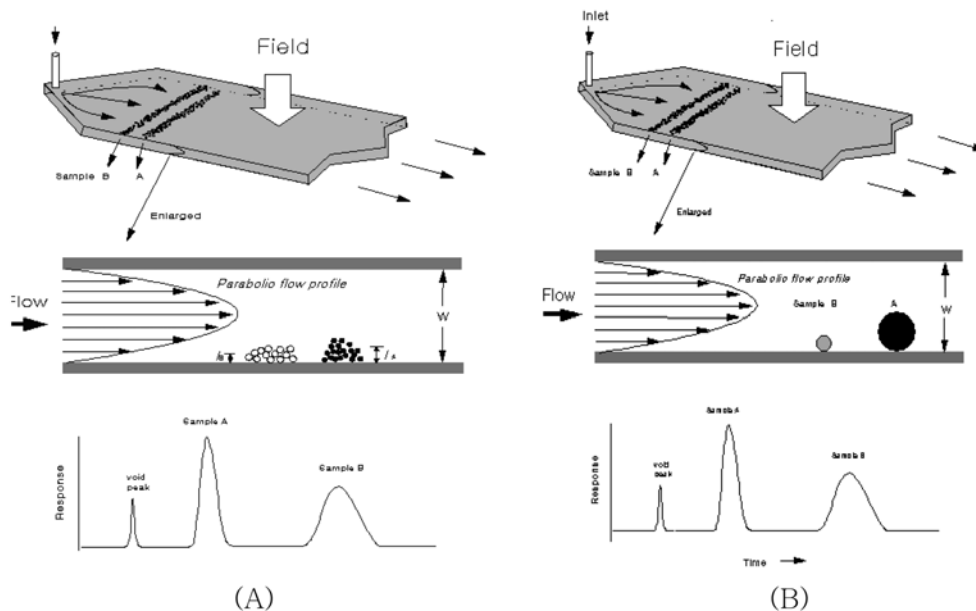 Field
Sample B A
Enlarged
Parabolic flow profile
Flow
W
Sample A
void
peak
Sample B
Response
(A)
Inlet
Field
Sample B A
Enlarged
Parabolic flow profile
Flow
Sample B A
W
Sample A
void
peak
Sample B
Response
Time
(B)